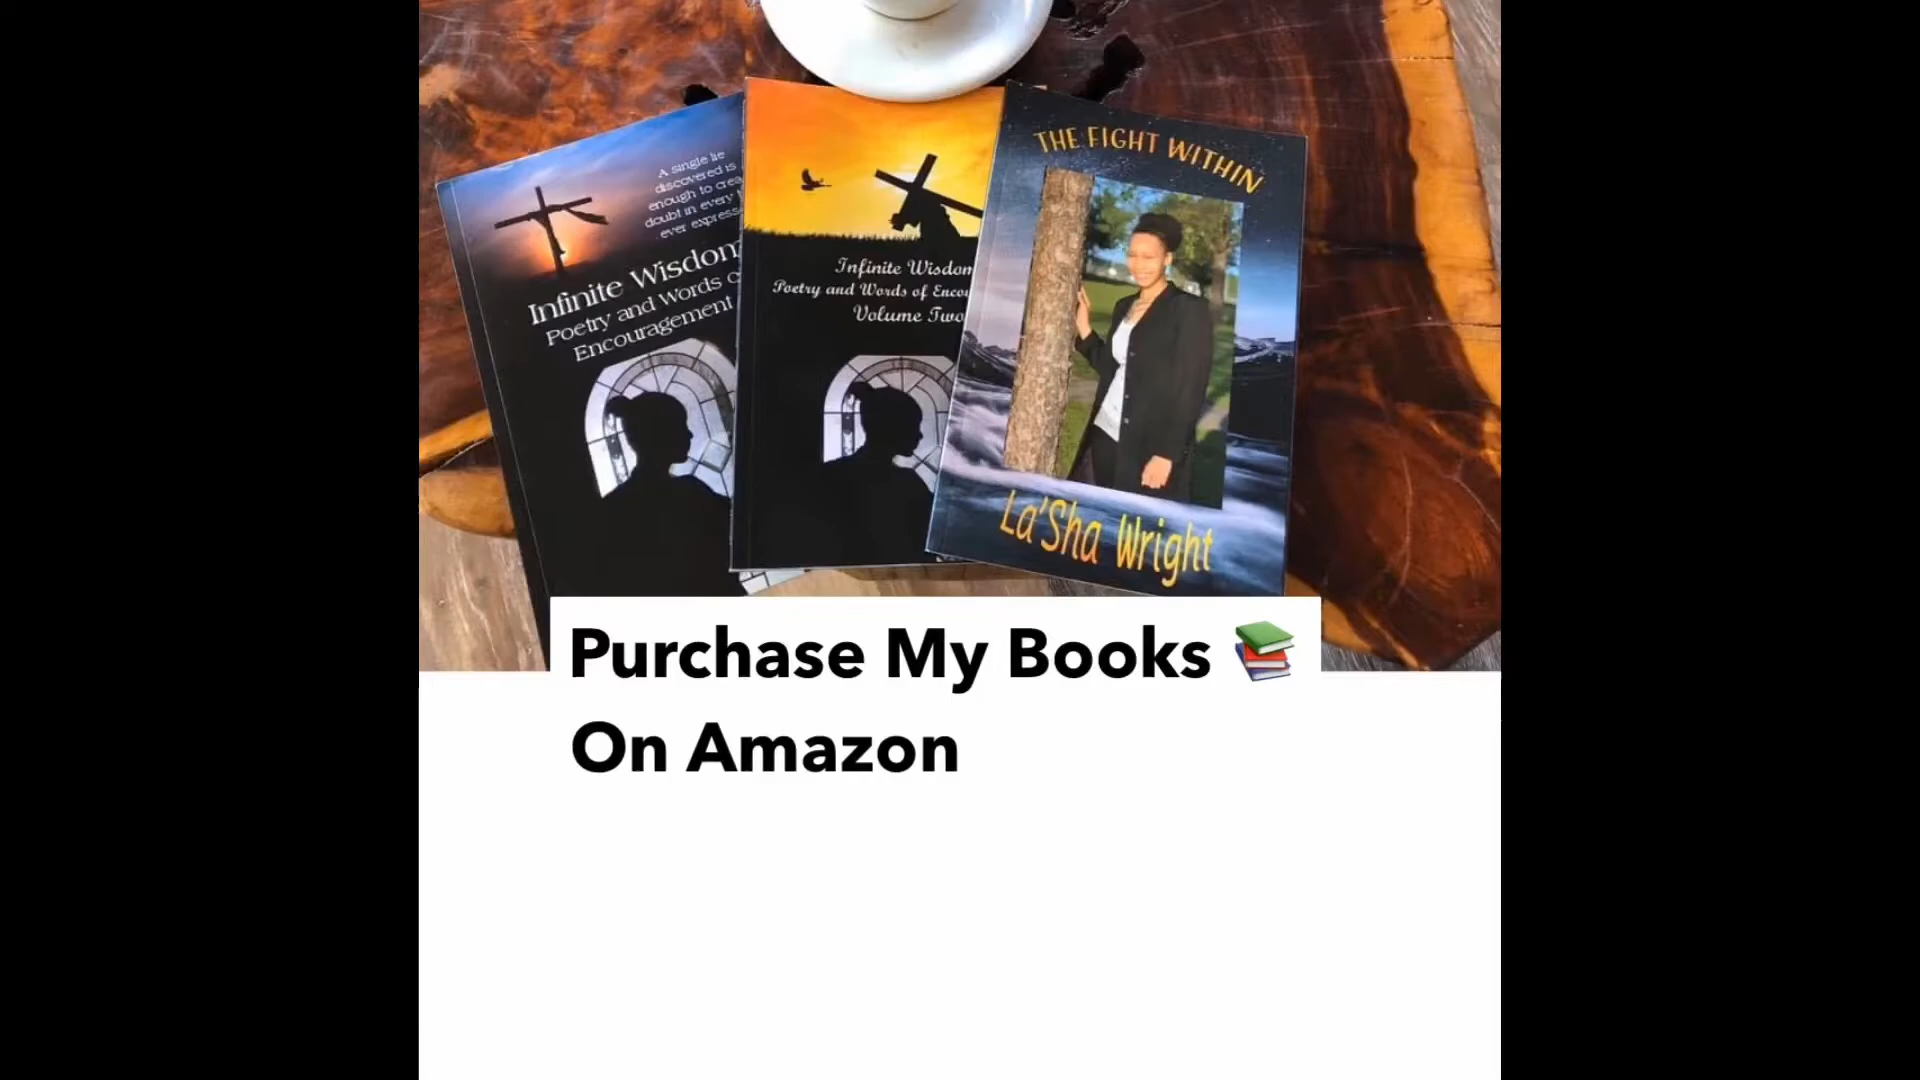 A single lie
discovered is
enough to
doubt in every
ever
Infinite Wisdom
Poetry and Words
Encouragement
Infinite Wisdom
Poetry and Words of
Volume Two
THE FIGHT WITHIN
La'Sha Wright
Purchase My Books 📚
On Amazon